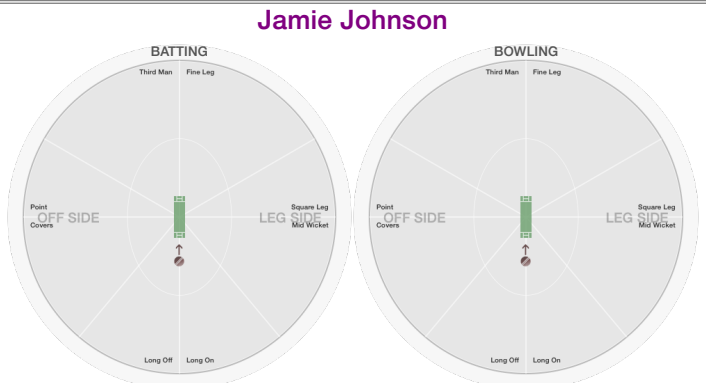 Jamie Johnson
BATTING
Third Man Fine Leg
Point
OFF SIDE
Covers
Square Leg
LEG SIDE
Mid Wicket
Long Off Long On
BOWLING
Third Man Fine Leg
Point
OFF SIDE
Covers
Square Leg
LEG SIDE
Mid Wicket
Long Off Long On